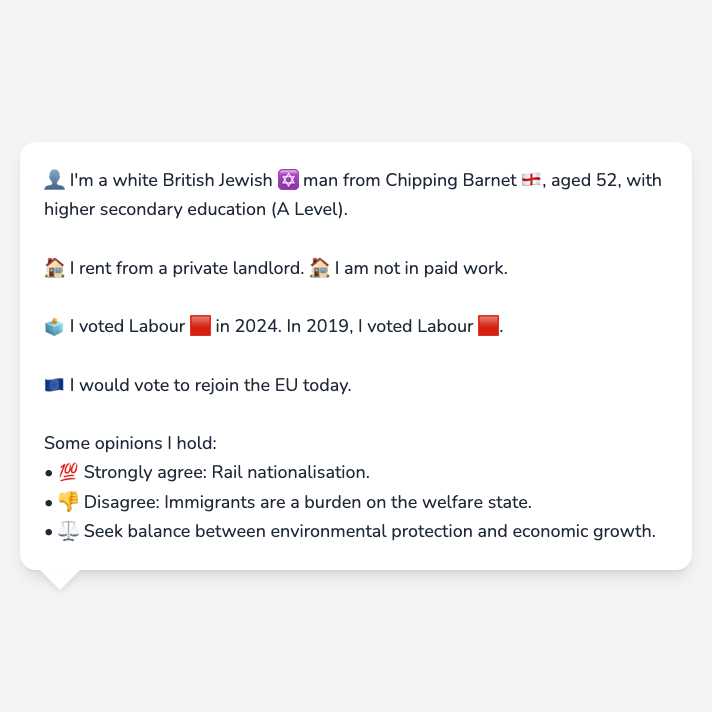 👤 I'm a white British Jewish ✡️ man from Chipping Barnet 🏴󠁧󠁢󠁥󠁮󠁧󠁿, aged 52, with
higher secondary education (A Level).
🏠 I rent from a private landlord. 🏠 I am not in paid work.
🗳️ I voted Labour 🟥 in 2024. In 2019, I voted Labour 🟥.
🇪🇺 I would vote to rejoin the EU today.
Some opinions I hold:
• 💯 Strongly agree: Rail nationalisation.
• 👎 Disagree: Immigrants are a burden on the welfare state.
• ⚖️ Seek balance between environmental protection and economic growth.